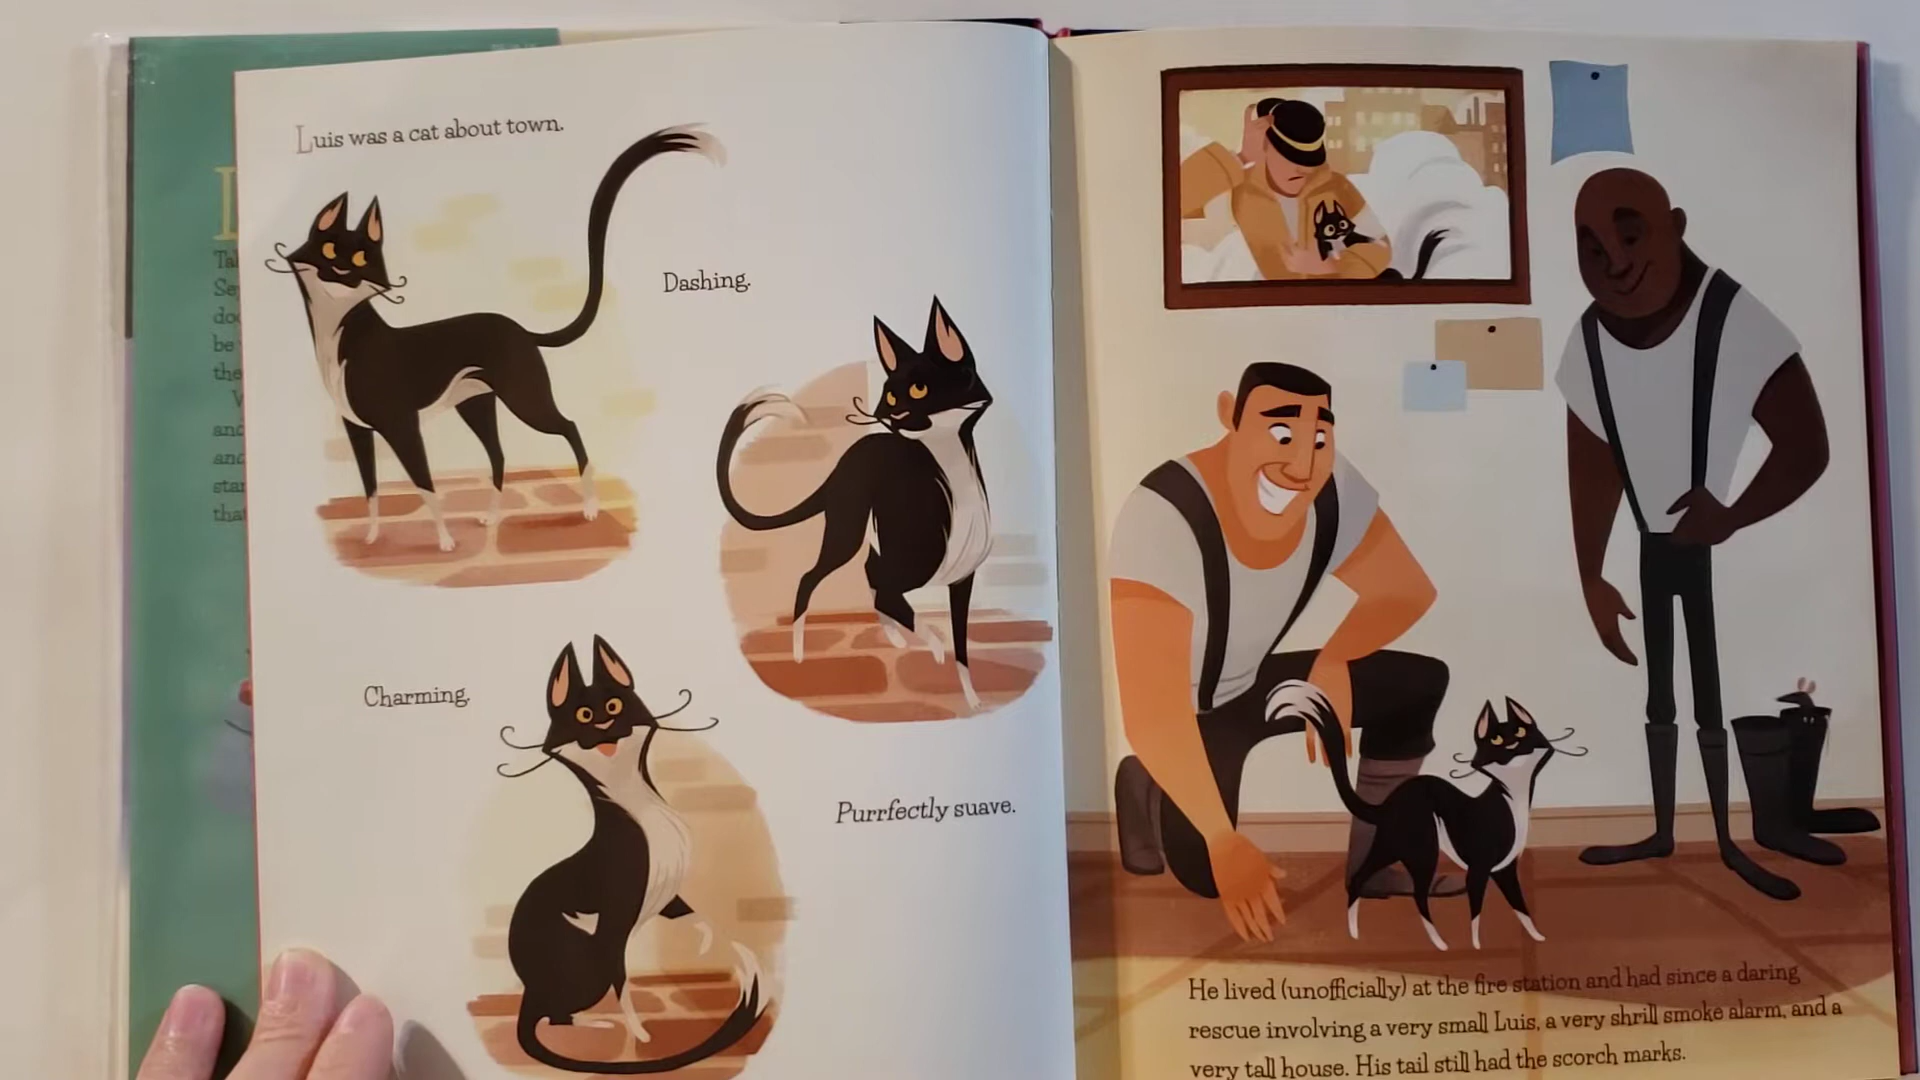 Luis was a cat about town.
Dashing.
Charming.
Purrfectly suave.
He lived (unofficially) at the fire station and had since a daring
rescue involving a very small Luis, a very shrill smoke alarm, and a
very tall house. His tail still had the scorch marks.